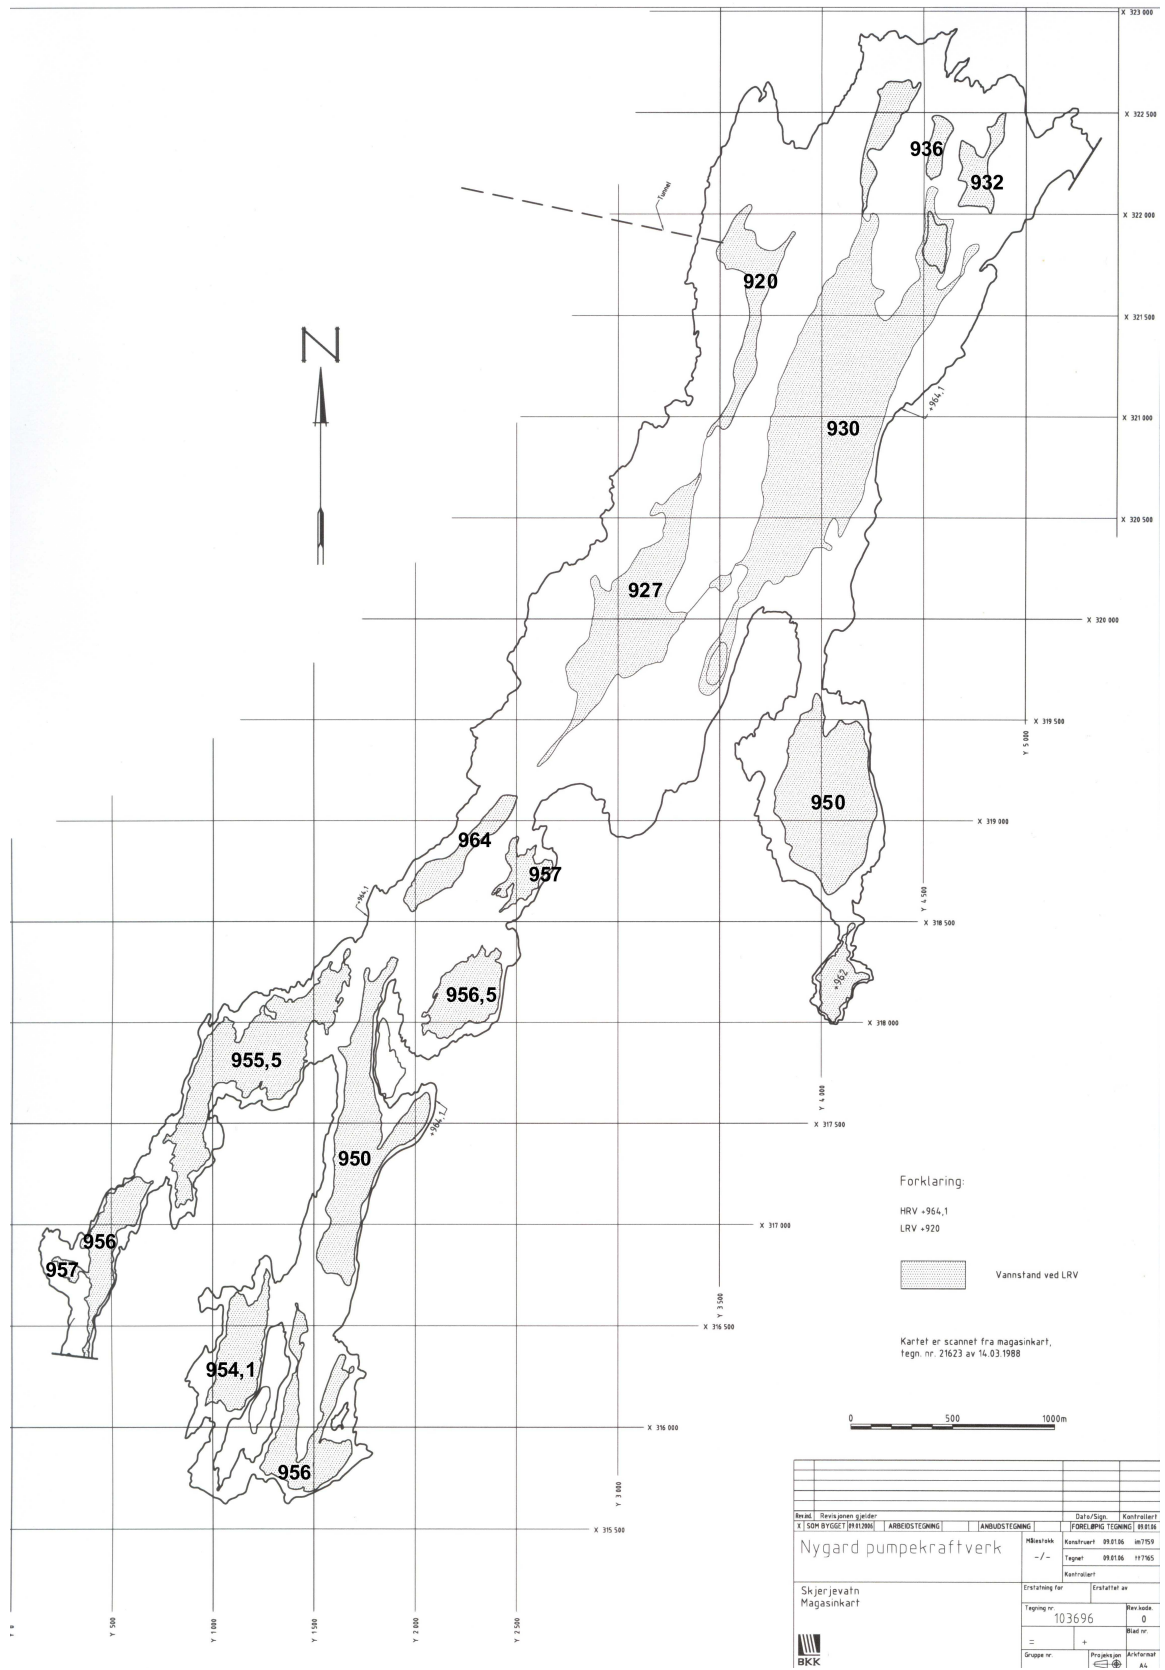 X 323 000
X 322 500
936
932
Tunnel
X 322 000
920
X 321 500
N
+964,1
X 321 000
930
X 320 500
927
X 320 000
X 319 500
Y 5 000
950
964
X 319 000
957
Y 4 500
+964,1
X 318 500
+962
956,5
X 318 000
955,5
Y 4 000
+964,1
X 317 500
950
Forklaring:
HRV +964,1
LRV +920
X 317 000
956
957
Vannstand ved LRV
Y 3 500
X 316 500
Kartet er scannet fra magasinkart,
tegn. nr. 21623 av 14.03.1988
954,1
0 500 1000m
X 316 000
956
Y 3 000
X 315 500
Y 500
Y 1 000
Y 1 500
Y 2 000
Y 2 500
Rev.ind. Revisjonen gjelder Dato/Sign. Kontrollert
X SOM BYGGET 09.01.2006 ARBEIDSTEGNING ANBUDSTEGNING FORELØPIG TEGNING 09.01.06
Nygard pumpekraftverk
Målestokk
-/-
Konstruert 09.01.06 im7159
Tegnet 09.01.06 tt7165
Kontrollert
Skjerjevatn
Magasinkart
Erstatning for Erstattet av
Tegning nr. Rev.kode.
103696 0
Blad nr.
= +
Gruppe nr. Projeksjon Arkformat
A4
BKK